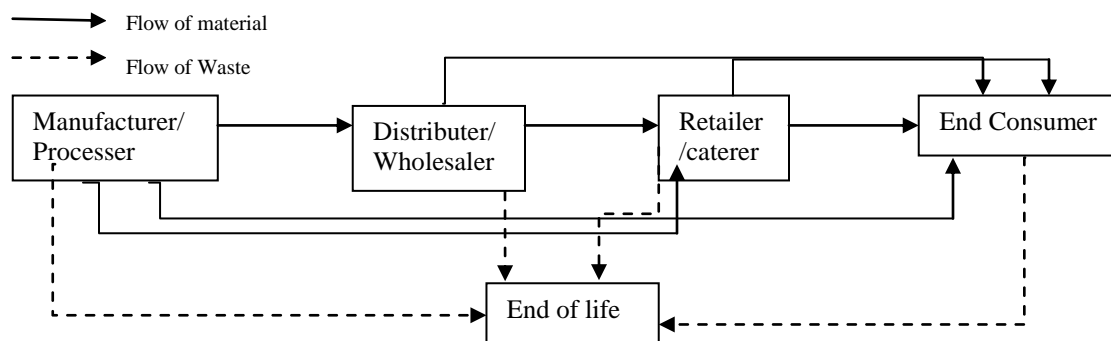 Flow of material
Flow of Waste
Manufacturer/
Processer
Distributer/
Wholesaler
Retailer
/caterer
End Consumer
End of life